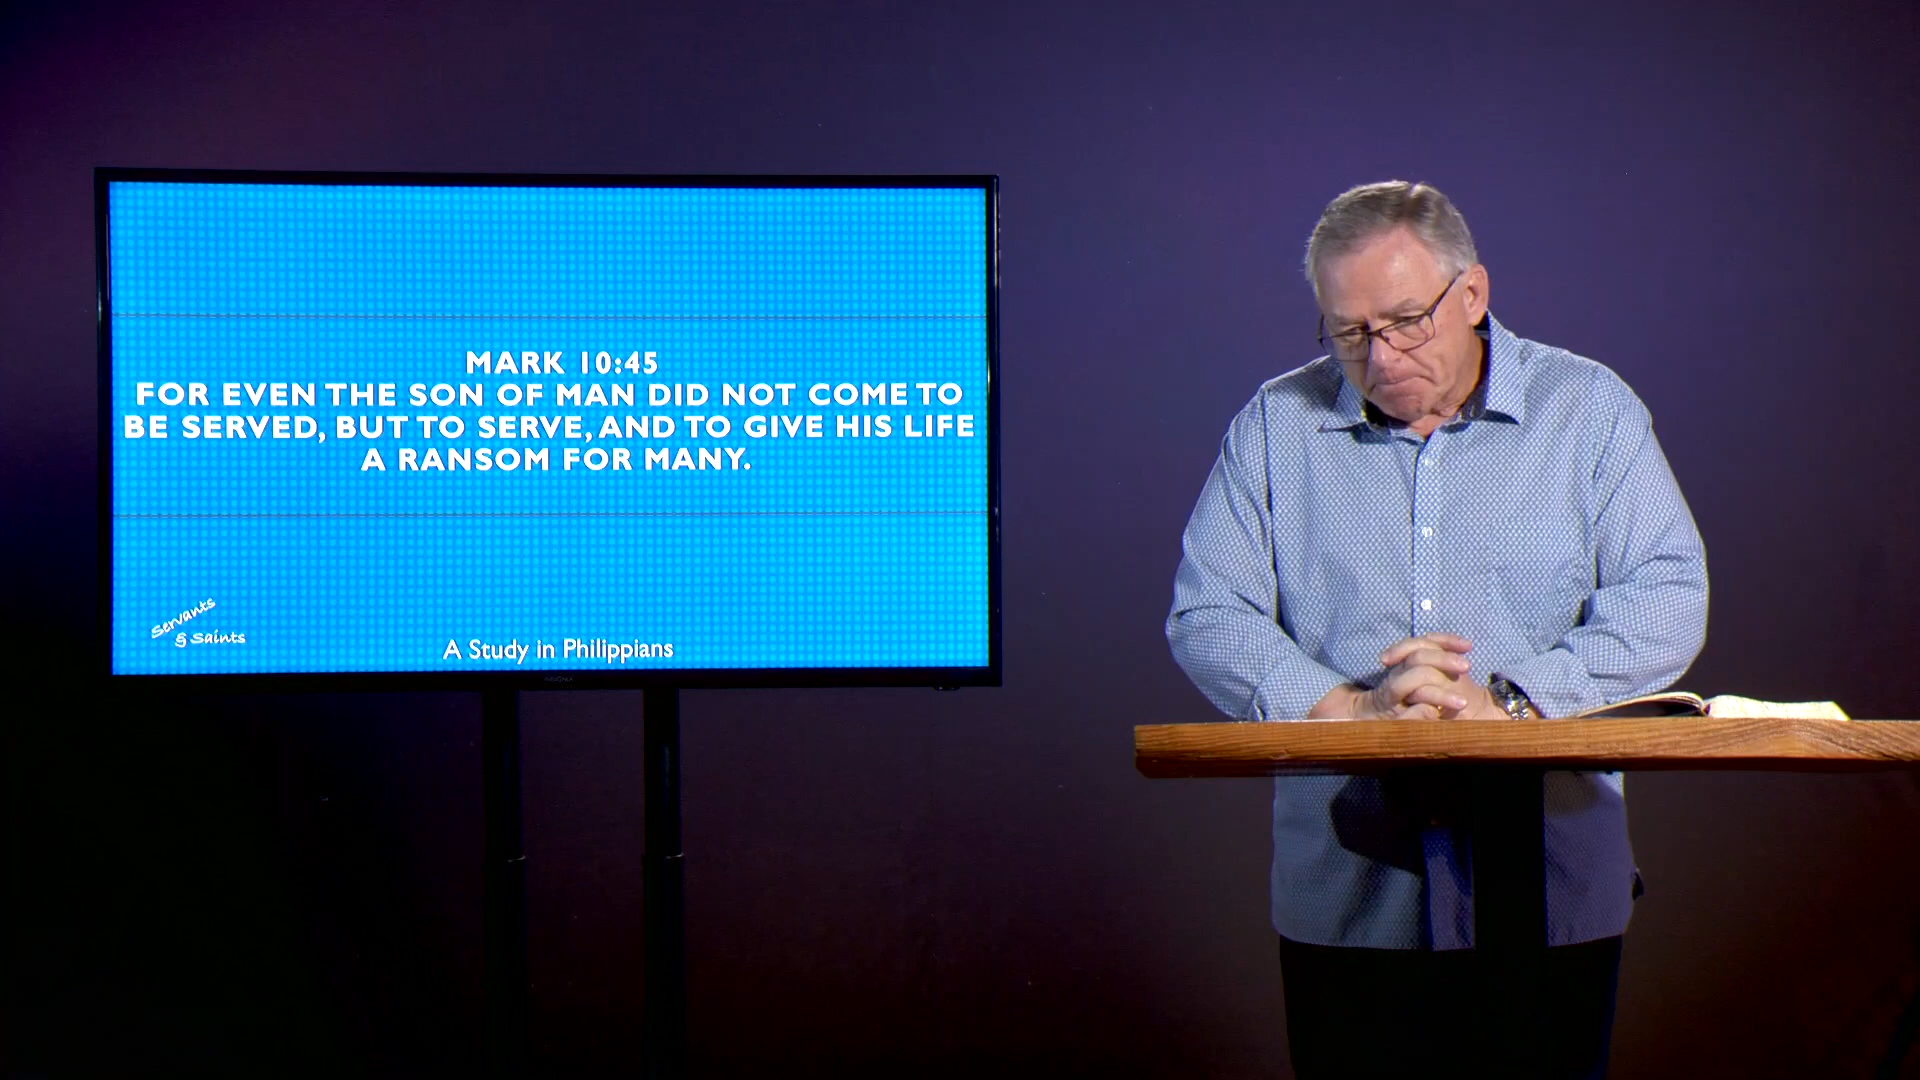 MARK 10:45
FOR EVEN THE SON OF MAN DID NOT COME TO
BE SERVED, BUT TO SERVE, AND TO GIVE HIS LIFE
A RANSOM FOR MANY.
Servants
& Saints
A Study in Philippians
INSIGNIA